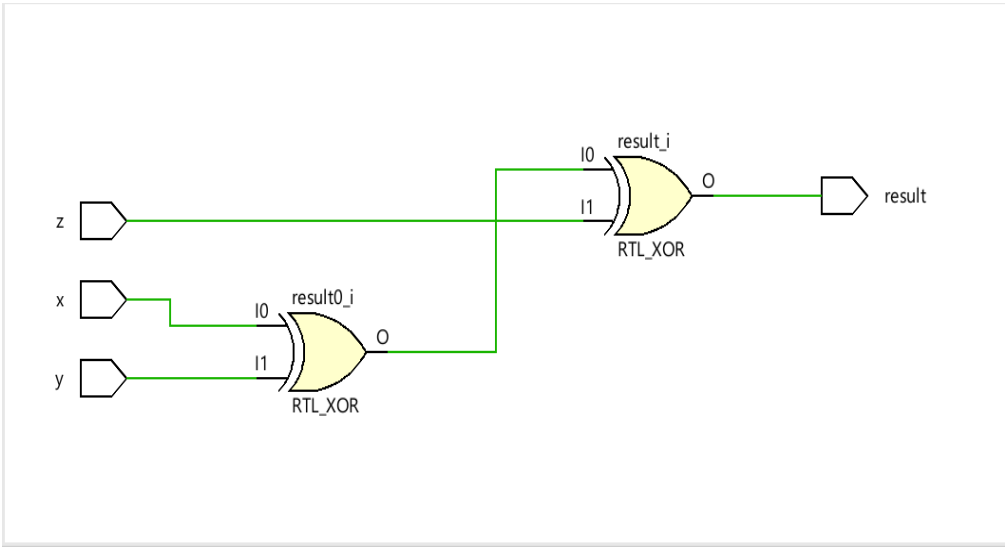 result_i
I0
O
I1
result
z
RTL_XOR
x
result0_i
I0
O
I1
y
RTL_XOR